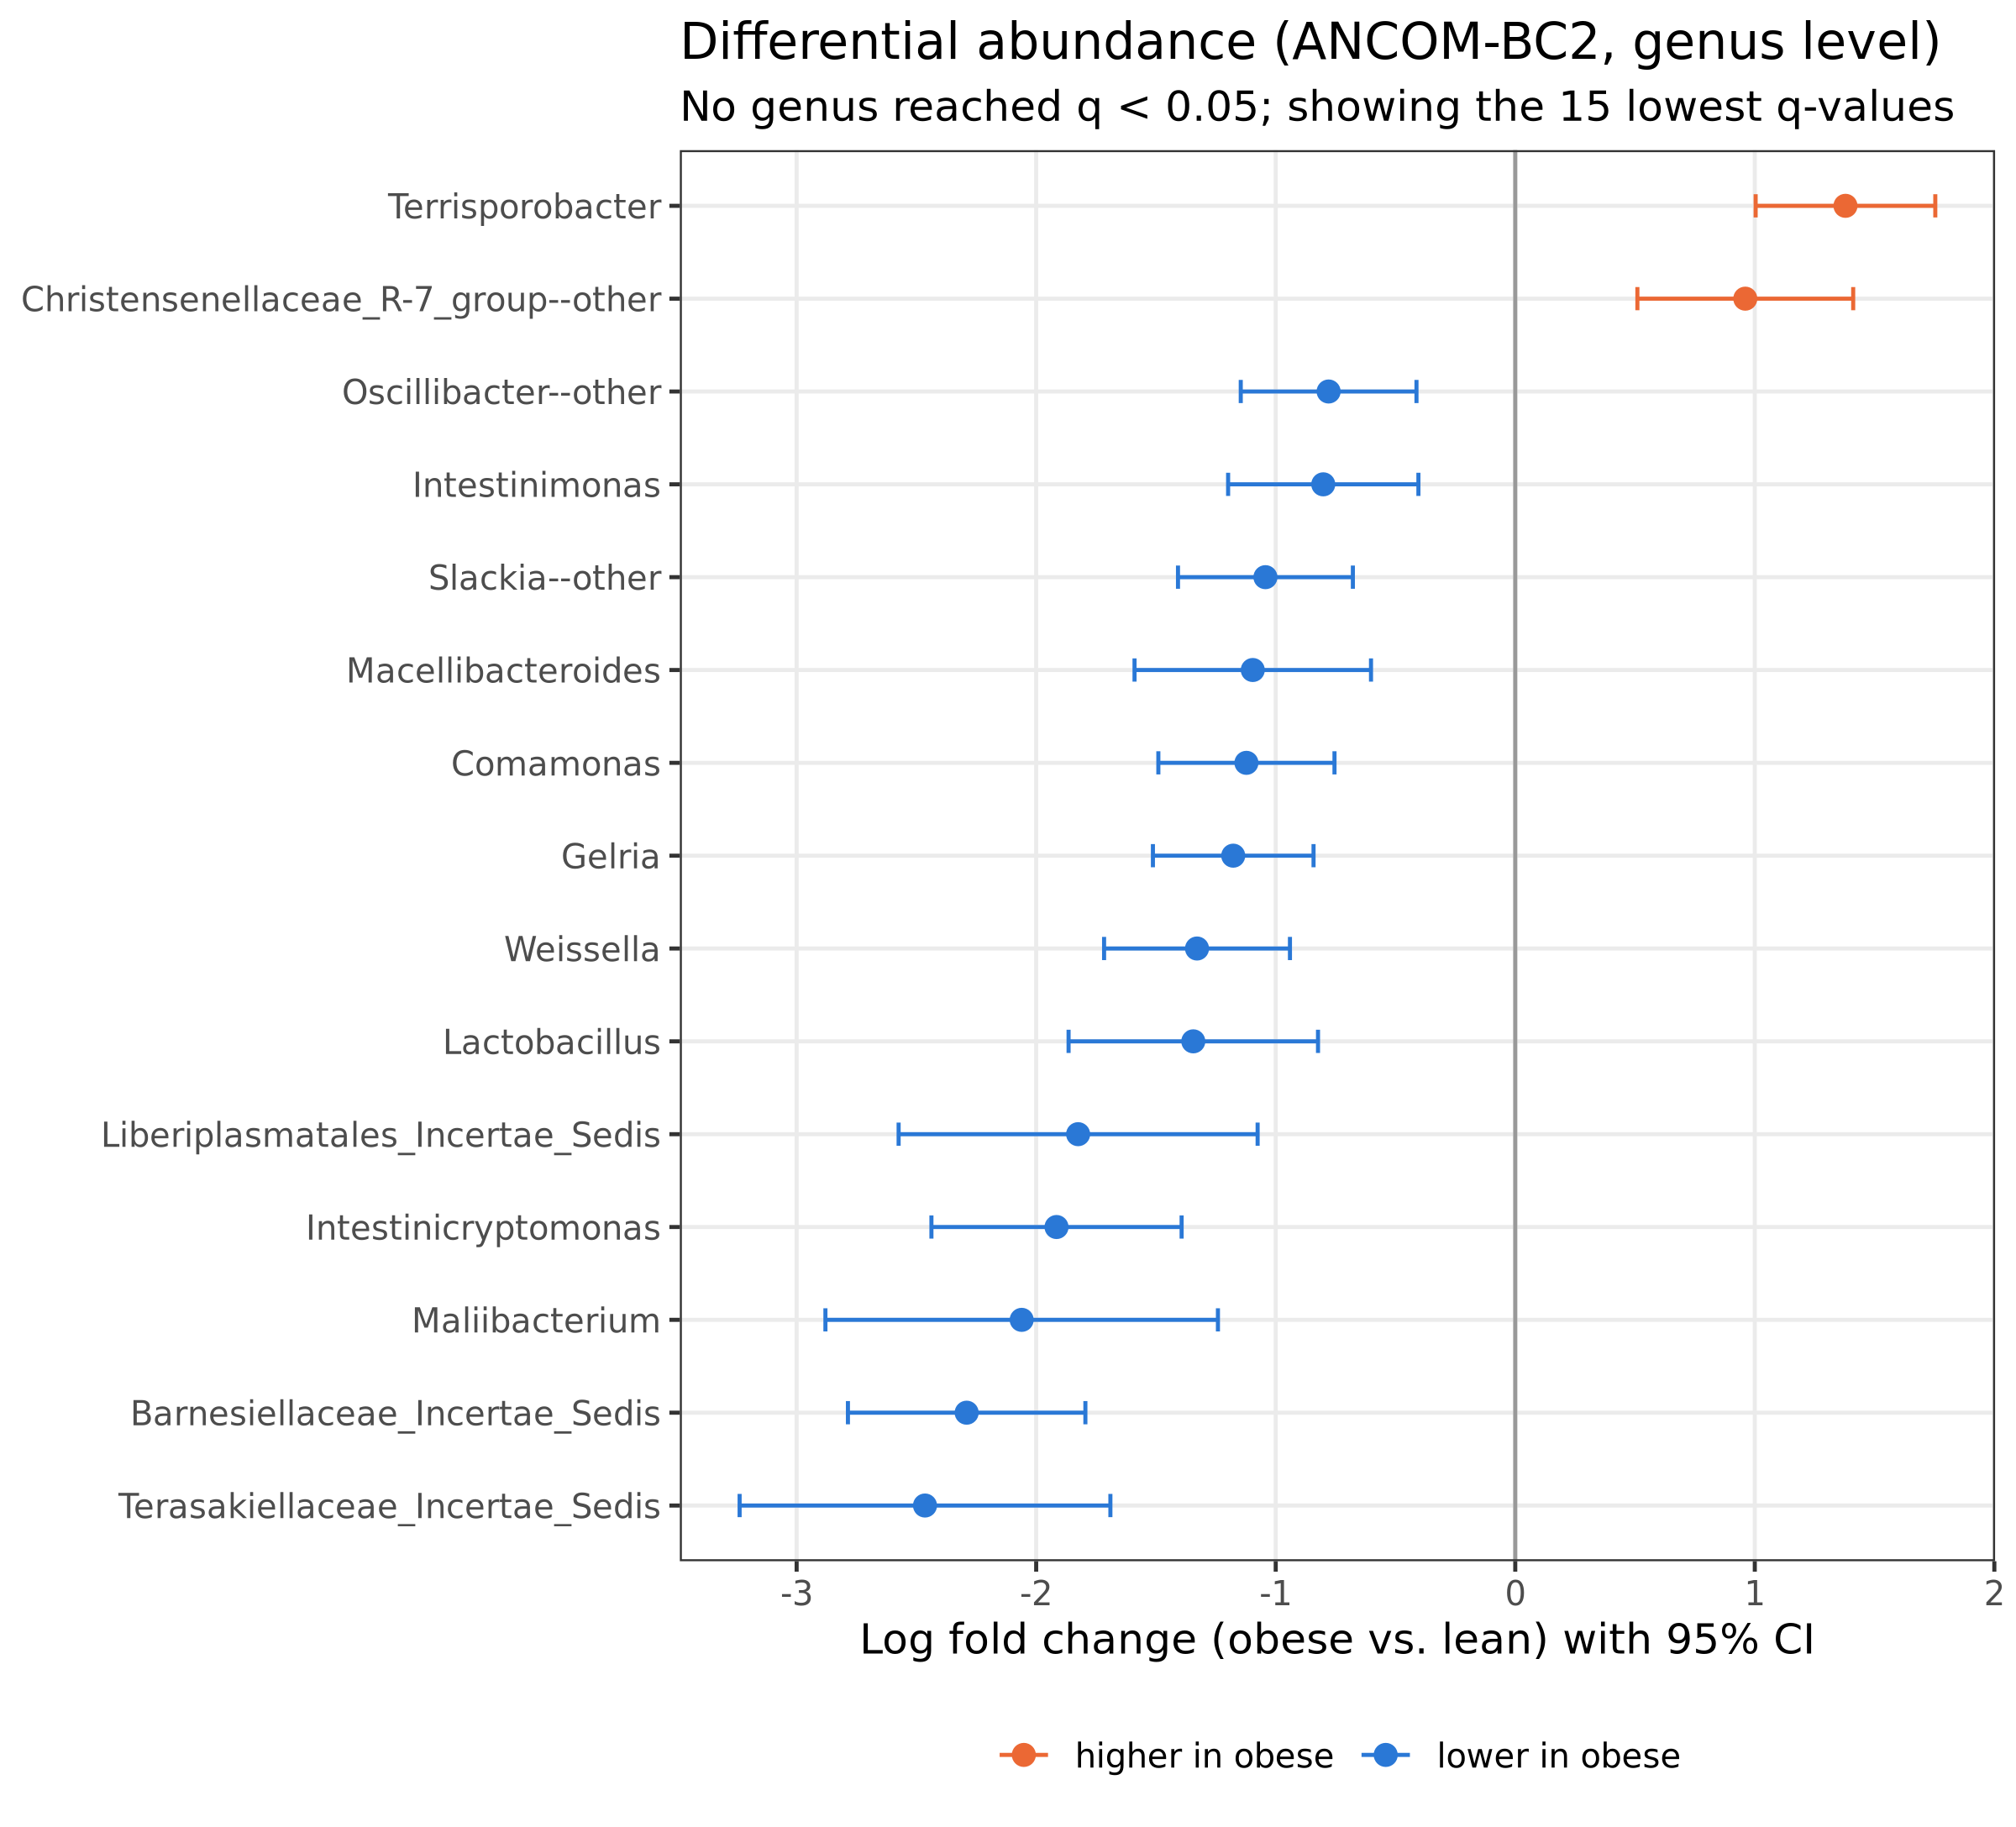 Differential abundance (ANCOM-BC2, genus level)
No genus reached q < 0.05; showing the 15 lowest q-values
Terrisporobacter
Christensenellaceae_R-7_group--other
Oscillibacter--other
Intestinimonas
Slackia--other
Macellibacteroides
Comamonas
Gelria
Weissella
Lactobacillus
Liberiplasmatales_Incertae_Sedis
Intestinicryptomonas
Maliibacterium
Barnesiellaceae_Incertae_Sedis
Terasakiellaceae_Incertae_Sedis
-3 -2 -1 0 1 2
Log fold change (obese vs. lean) with 95% CI
higher in obese lower in obese